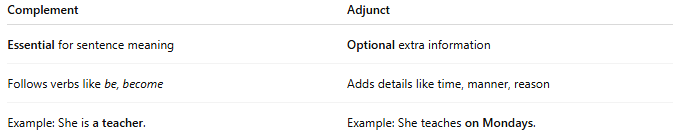 Complement Adjunct
Essential for sentence meaning Optional extra information
Follows verbs like be, become Adds details like time, manner, reason
Example: She is a teacher. Example: She teaches on Mondays.